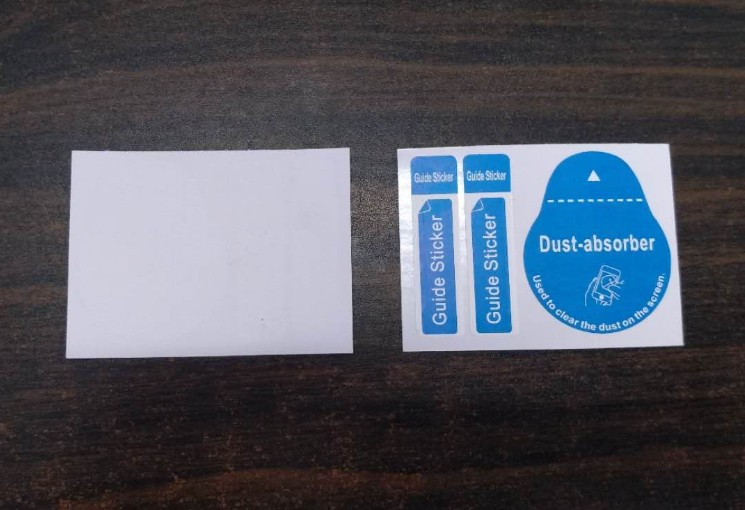 Guide Sticker
Guide Sticker
Guide Sticker
Guide Sticker
Dust-absorber
Used to clear the dust on the screen.